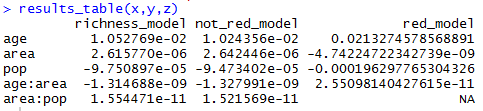 > results_table(x,y,z)
richness_model not_red_model red_model
age 1.052769e-02 1.024356e-02 0.0213274578568891
area 2.615770e-06 2.642446e-06 -4.74224722342739e-09
pop -9.750897e-05 -9.473402e-05 -0.000196297765304326
age:area -1.314688e-09 -1.327991e-09 2.55098140427615e-11
area:pop 1.554471e-11 1.521569e-11 NA